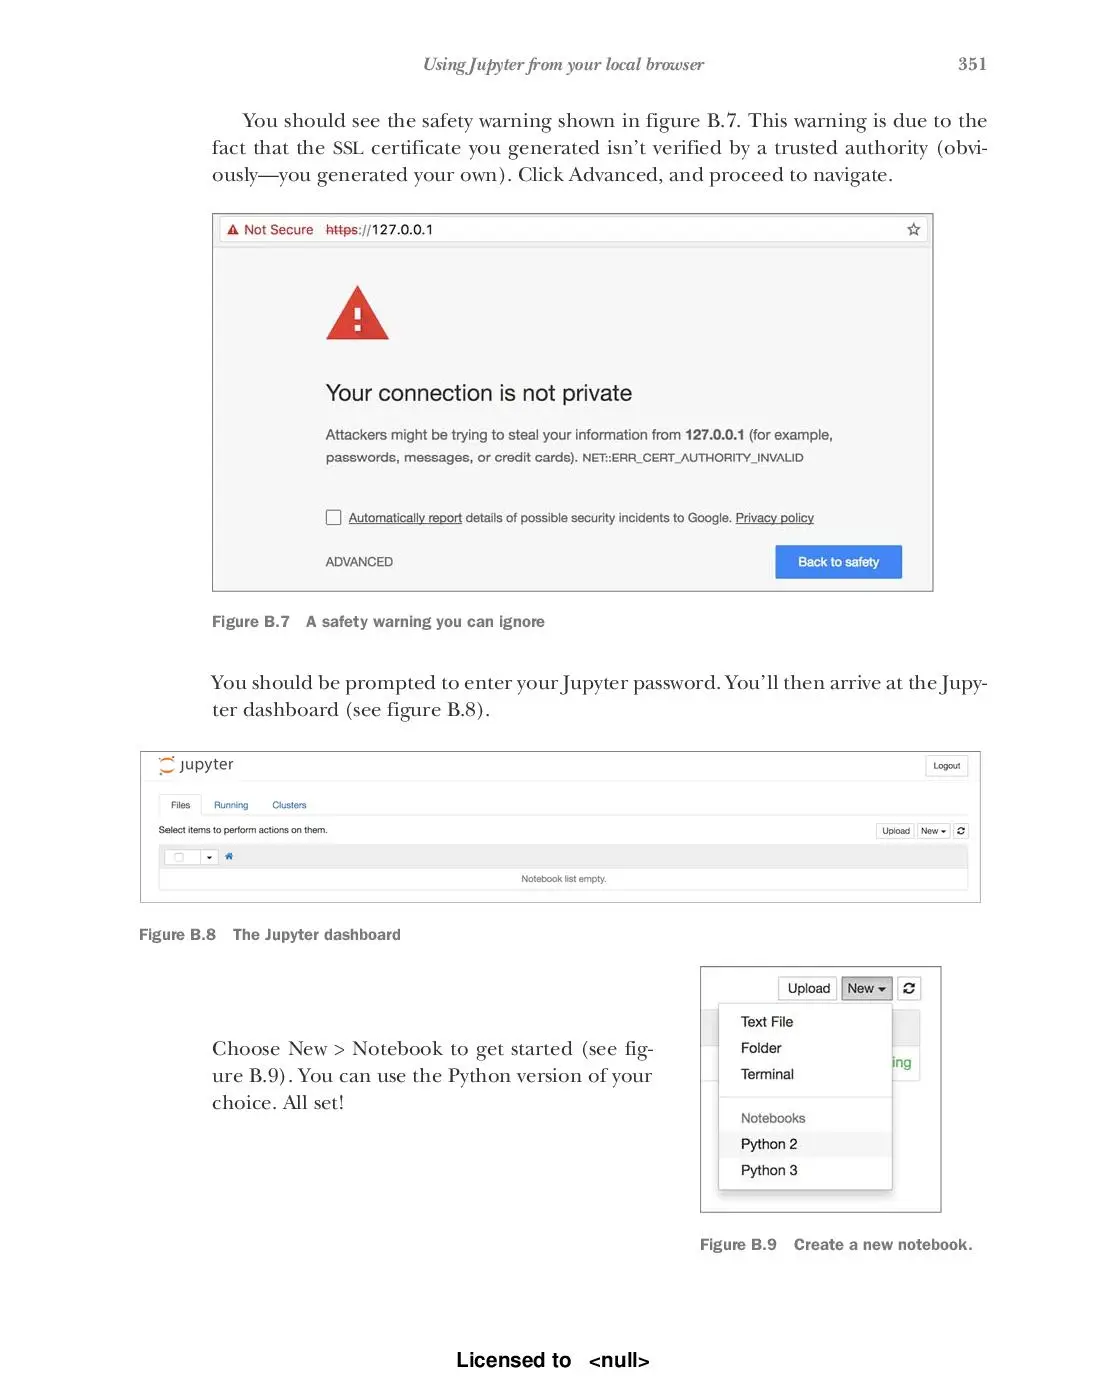 Using Jupyter from your local browser 351
You should see the safety warning shown in figure B.7. This warning is due to the
fact that the SSL certificate you generated isn't verified by a trusted authority (obvi-
ously—you generated your own). Click Advanced, and proceed to navigate.
Not Secure https://127.0.0.1
Your connection is not private
Attackers might be trying to steal your information from 127.0.0.1 (for example,
passwords, messages, or credit cards). NET::ERR_CERT_AUTHORITY_INVALID
Automatically report details of possible security incidents to Google. Privacy policy
ADVANCED Back to safety
Figure B.7 A safety warning you can ignore
You should be prompted to enter your Jupyter password. You'll then arrive at the Jupy-
ter dashboard (see figure B.8).
jupyter Logout
Files Running Clusters
Select items to perform actions on them. Upload New
Notebook list empty.
Figure B.8 The Jupyter dashboard
Choose New > Notebook to get started (see fig-
ure B.9). You can use the Python version of your
choice. All set!
Upload New
Text File
Folder
ing
Terminal
Notebooks
Python 2
Python 3
Figure B.9 Create a new notebook.
Licensed to <null>